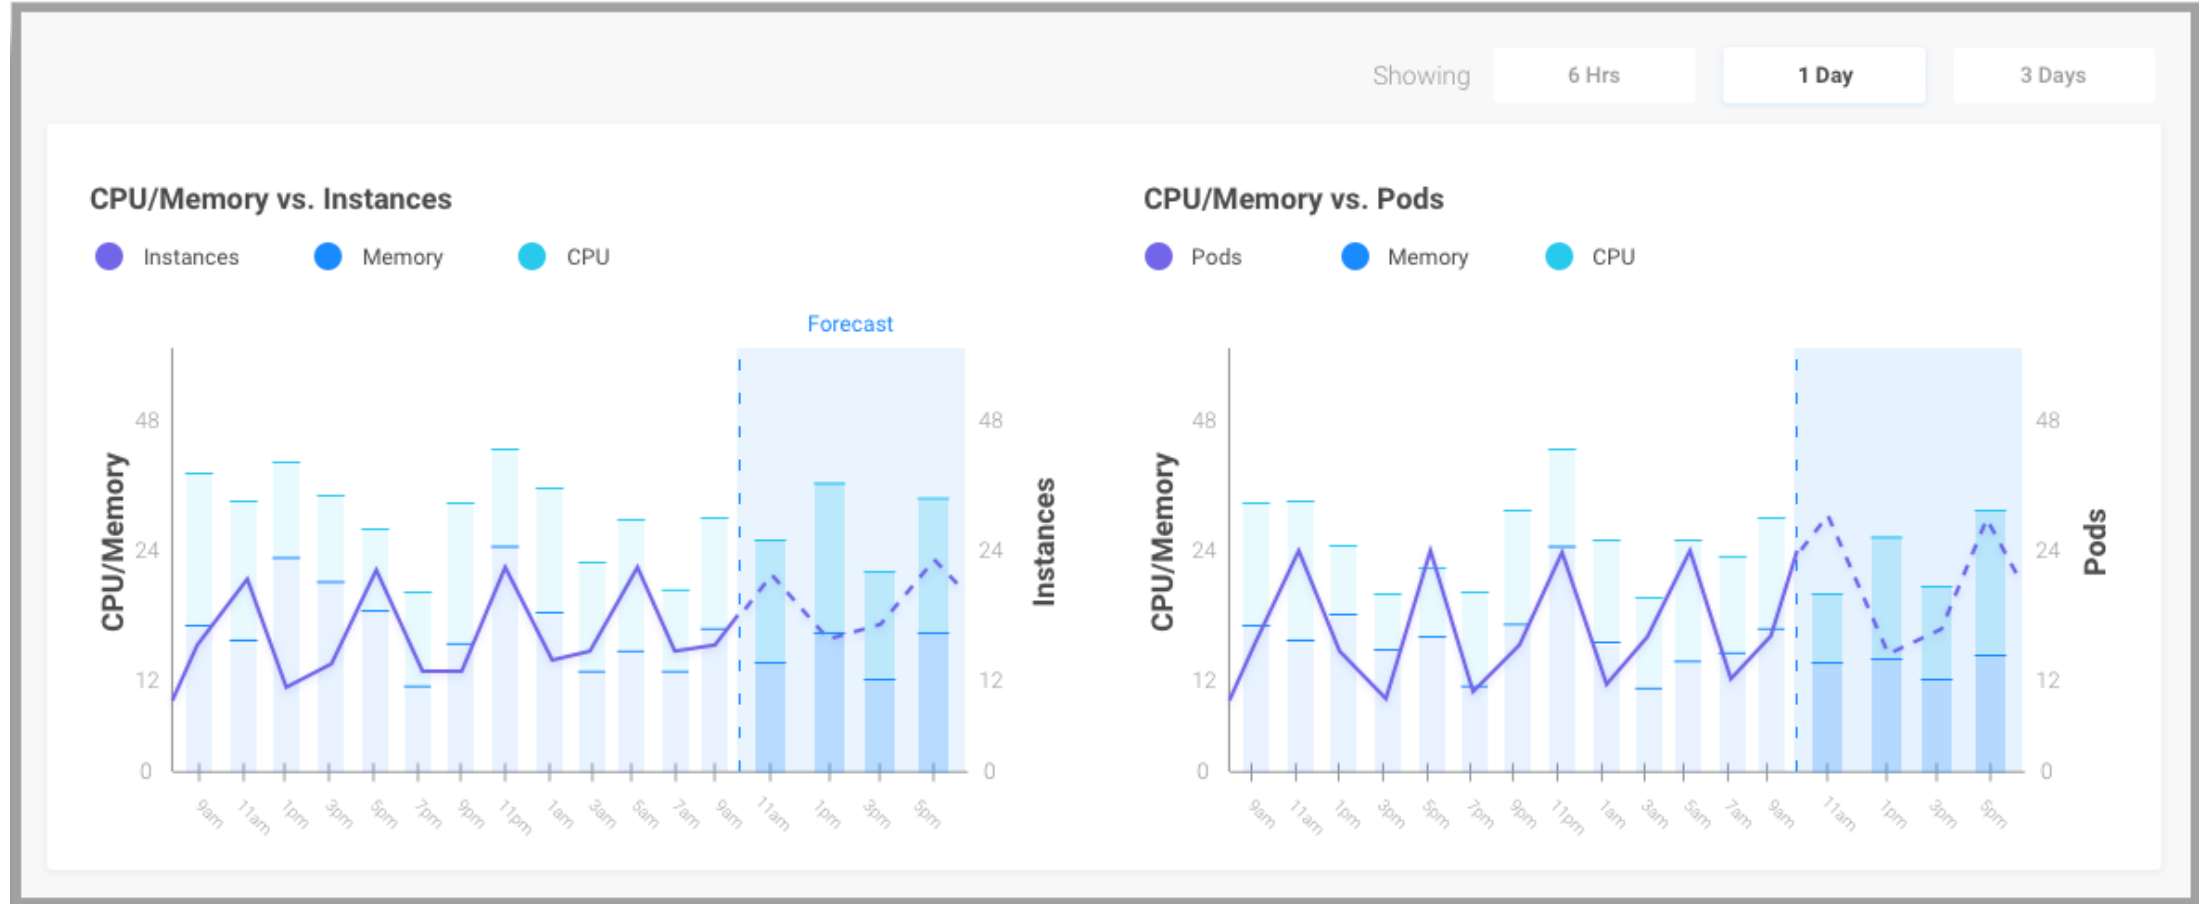 Showing 6 Hrs 1 Day 3 Days
CPU/Memory vs. Instances
Instances Memory CPU
Forecast
48
24
12
0
CPU/Memory
48
24
12
0
Instances
9am 11am 1pm 3pm 5pm 7pm 9pm 11pm 1am 3am 5am 7am 9am 11am 1pm 3pm 5pm
CPU/Memory vs. Pods
Pods Memory CPU
48
24
12
0
CPU/Memory
48
24
12
0
Pods
9am 11am 1pm 3pm 5pm 7pm 9pm 11pm 1am 3am 5am 7am 9am 11am 1pm 3pm 5pm